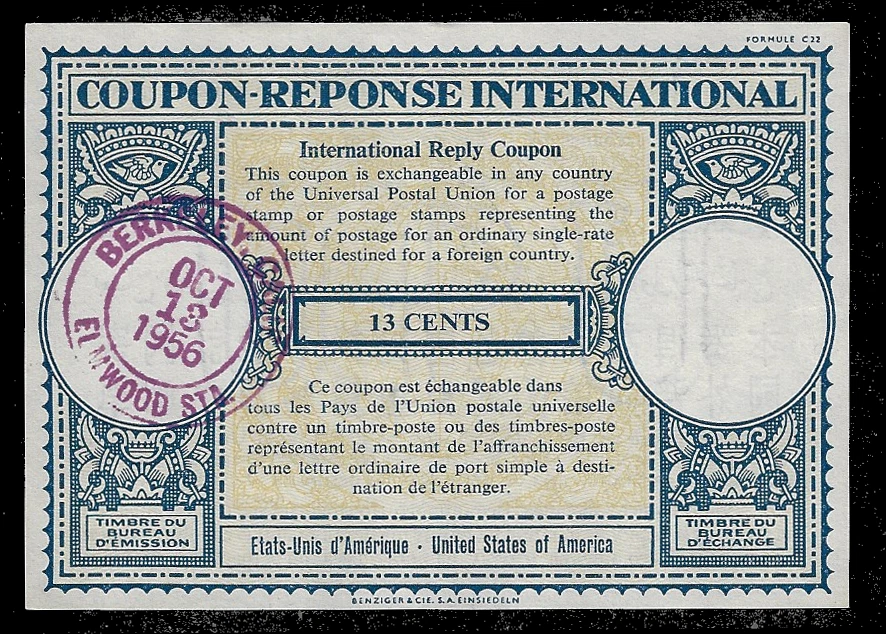 FORMULE C22
COUPON-REPONSE INTERNATIONAL
International Reply Coupon
This coupon is exchangeable in any country
of the Universal Postal Union for a postage
stamp or postage stamps representing the
amount of postage for an ordinary single-rate
letter destined for a foreign country.
13 CENTS
Ce coupon est échangeable dans
tous les Pays de l'Union postale universelle
contre un timbre-poste ou des timbres-poste
représentant le montant de l'affranchissement
d'une lettre ordinaire de port simple à desti-
nation de l'étranger.
BERKELEY
OCT
13
1956
ELMWOOD STA.
TIMBRE DU
BUREAU
D'ÉMISSION
Etats-Unis d'Amérique · United States of America
TIMBRE DU
BUREAU
D'ÉCHANGE
BENZIGER & CIE. S.A. EINSIEDELN